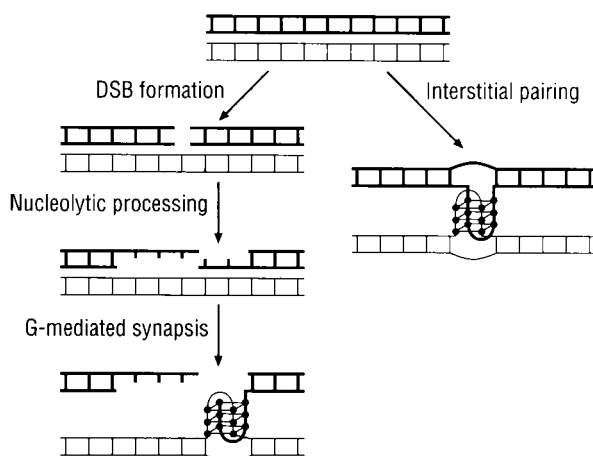 DSB formation
Interstitial pairing
Nucleolytic processing
G-mediated synapsis